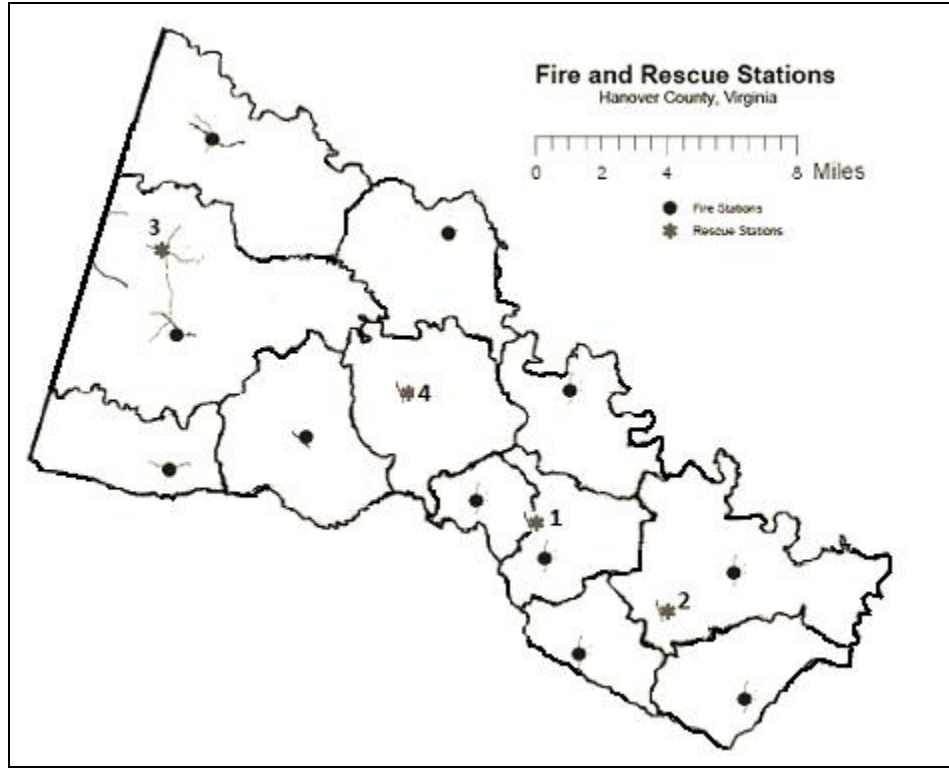 Fire and Rescue Stations
Hanover County, Virginia
0 2 4 8 Miles
Fire Stations
Rescue Stations
3
4
1
2